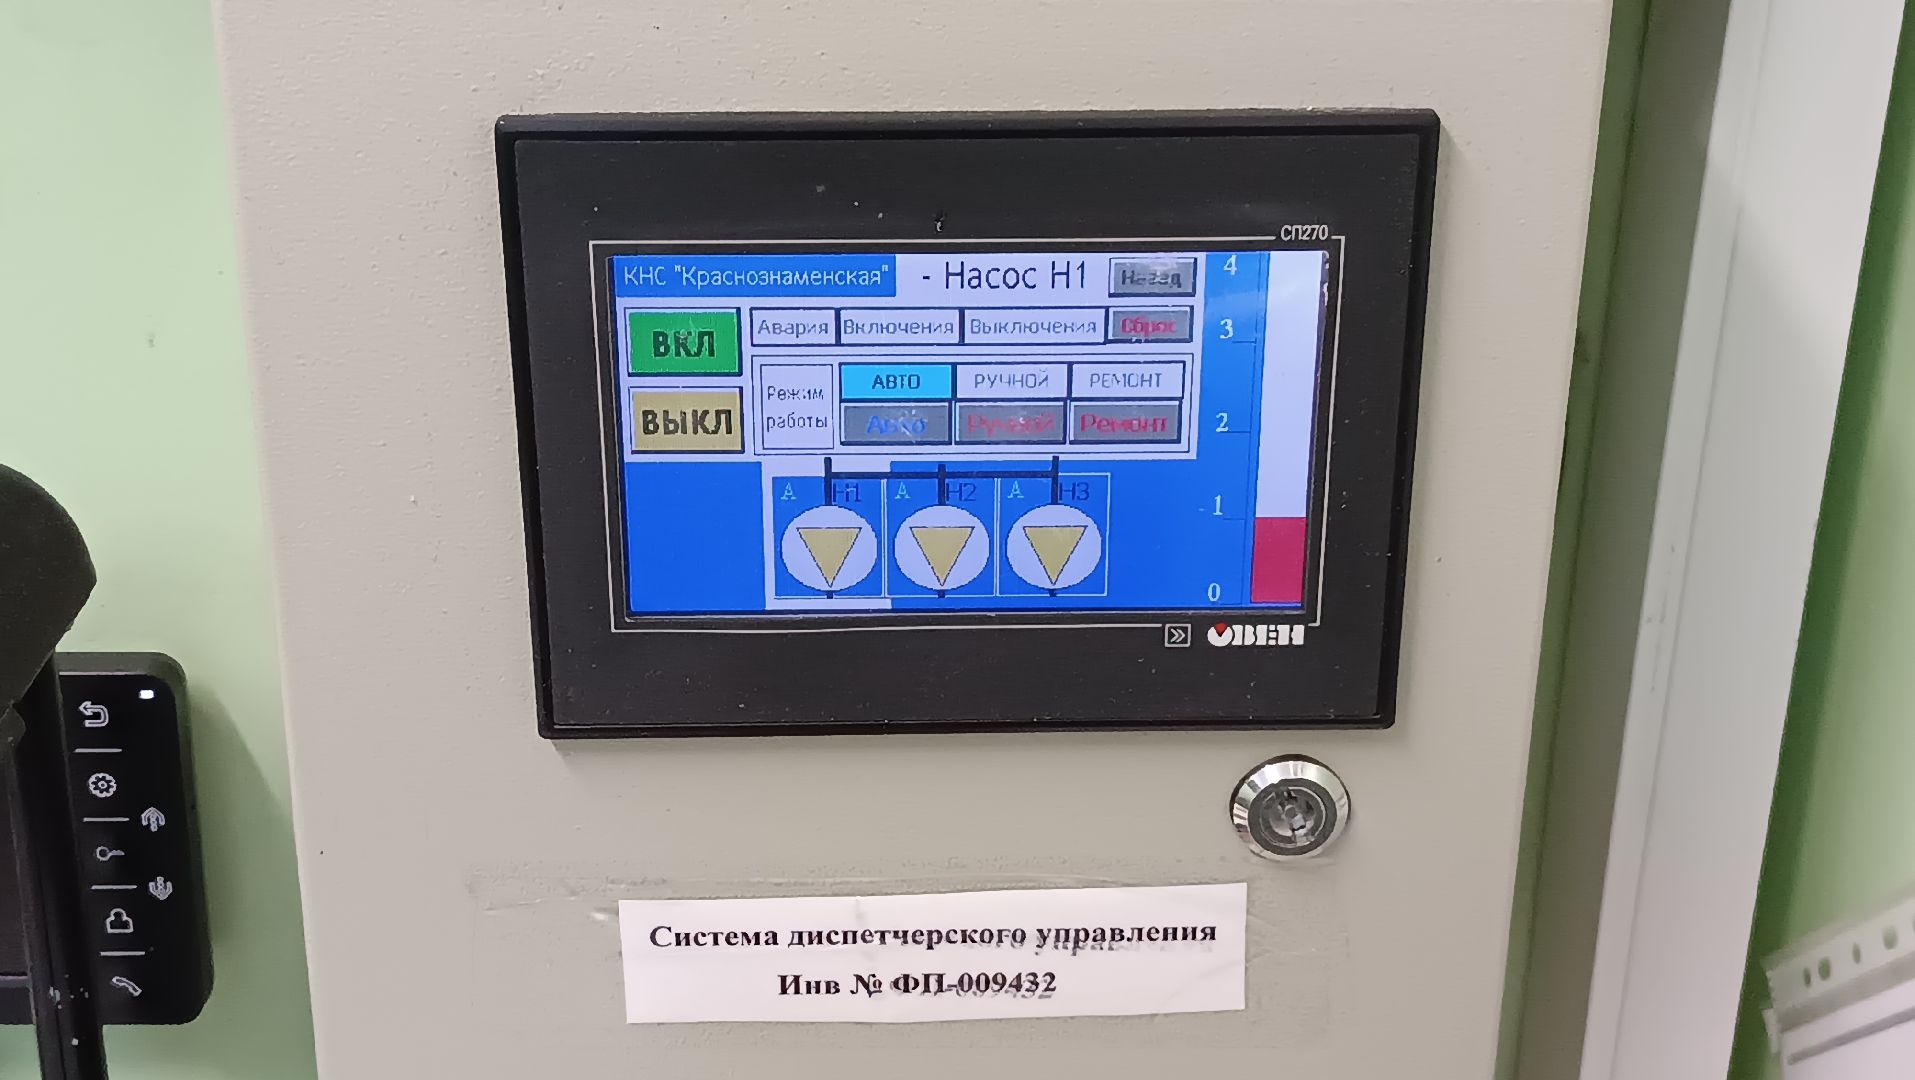 СП270
КНС "Краснознаменская" - Насос Н1 Назад
ВКЛ
Авария Включения Выключения Сброс
ВЫКЛ
Режим работы
АВТО РУЧНОЙ РЕМОНТ
Авто Ручной Ремонт
А Н1 А Н2 А Н3
4
3
2
1
0
ОВЕН
Система диспетчерского управления
Инв № ФП-009432